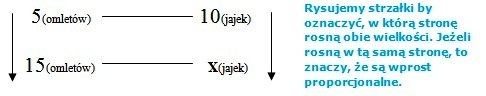 5(omletów) 10(jajek)
15(omletów) X(jajek)
Rysujemy strzałki by
oznaczyć, w którą stronę
rosną obie wielkości. Jeżeli
rosną w tą samą stronę, to
znaczy, że są wprost
proporcjonalne.